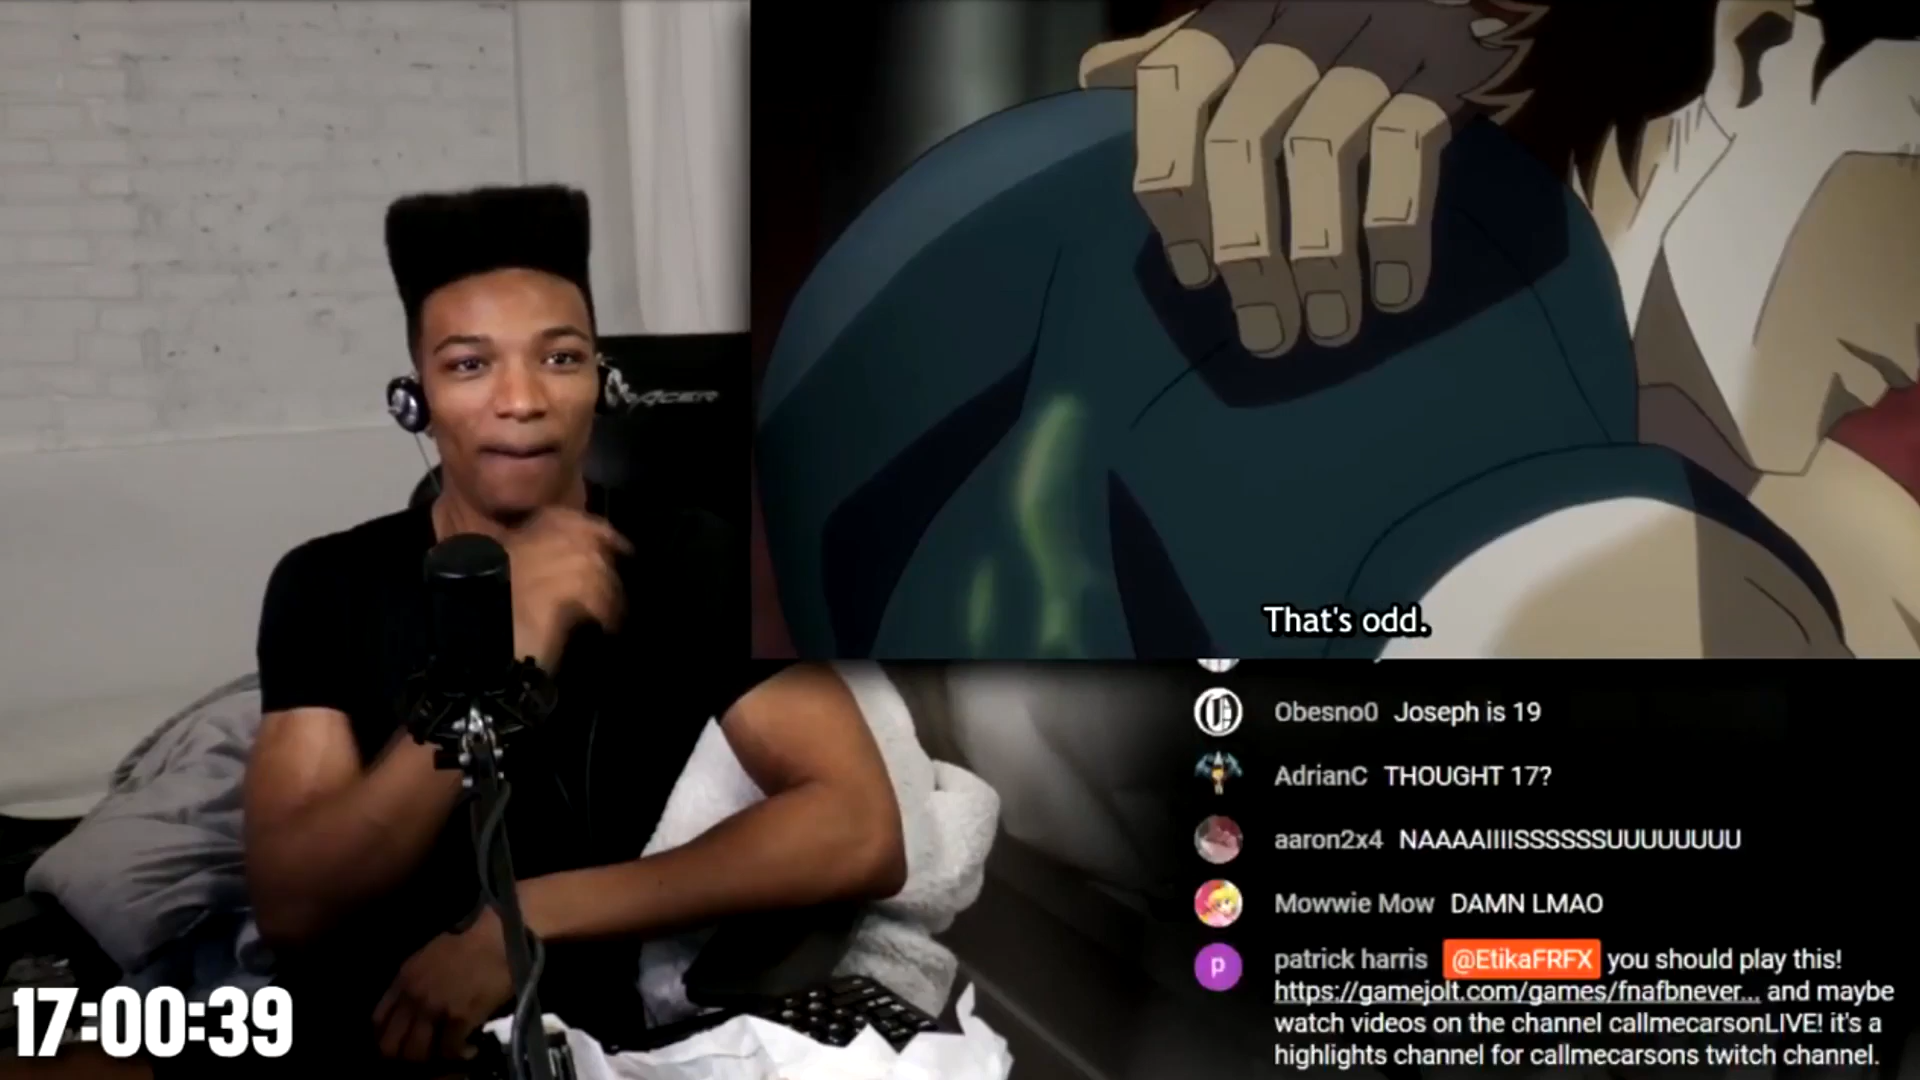 ACER
That's odd.
Obesno0 Joseph is 19
AdrianC THOUGHT 17?
aaron2x4 NAAAAIIIISSSSSSUUUUUUUU
Mowwie Mow DAMN LMAO
P
patrick harris @EtikaFRFX you should play this!
https://gamejolt.com/games/fnafbnever... and maybe
watch videos on the channel callmecarsonLIVE! it's a
highlights channel for callmecarsons twitch channel.
17:00:39